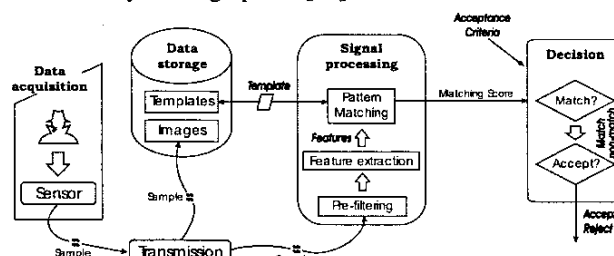 Data
acquisition
Sensor
Data
storage
Templates
Images
Template
Signal
processing
Pattern
Matching
Features
Feature extraction
Pre-filtering
Acceptance
Criteria
Matching Score
Decision
Match?
Match
Accept?
Accept
Reject
Sample
Sample
Transmission